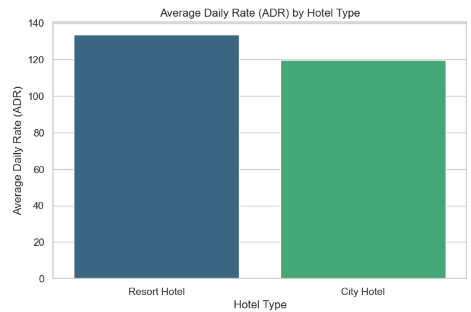 Average Daily Rate (ADR) by Hotel Type
Average Daily Rate (ADR)
140
120
100
80
60
40
20
0
Resort Hotel City Hotel
Hotel Type